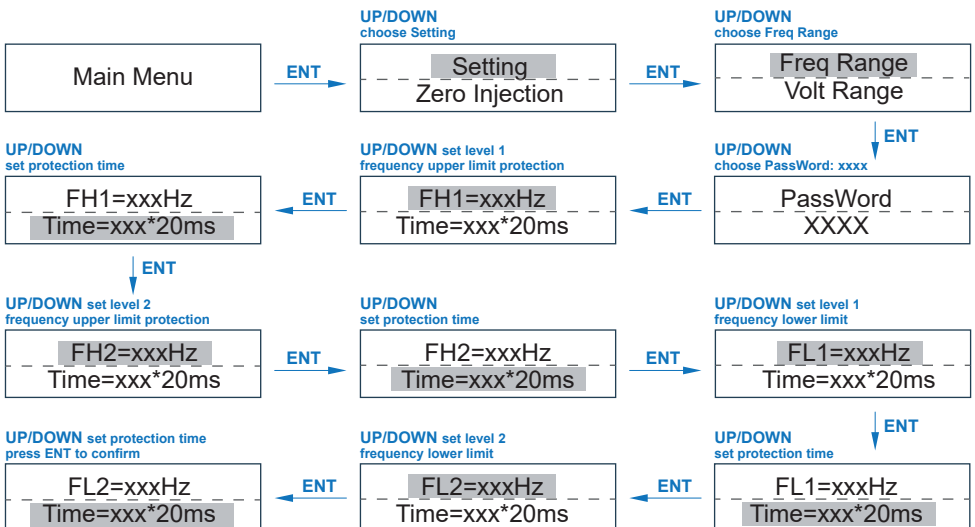 Main Menu
ENT
UP/DOWN
choose Setting
Setting
Zero Injection
ENT
UP/DOWN
choose Freq Range
Freq Range
Volt Range
ENT
UP/DOWN
choose PassWord: xxxx
PassWord
XXXX
ENT
UP/DOWN set level 1
frequency upper limit protection
FH1=xxxHz
Time=xxx*20ms
ENT
UP/DOWN
set protection time
FH1=xxxHz
Time=xxx*20ms
ENT
UP/DOWN set level 2
frequency upper limit protection
FH2=xxxHz
Time=xxx*20ms
ENT
UP/DOWN
set protection time
FH2=xxxHz
Time=xxx*20ms
ENT
UP/DOWN set level 1
frequency lower limit
FL1=xxxHz
Time=xxx*20ms
ENT
UP/DOWN
set protection time
FL1=xxxHz
Time=xxx*20ms
ENT
UP/DOWN set level 2
frequency lower limit
FL2=xxxHz
Time=xxx*20ms
ENT
UP/DOWN set protection time
press ENT to confirm
FL2=xxxHz
Time=xxx*20ms